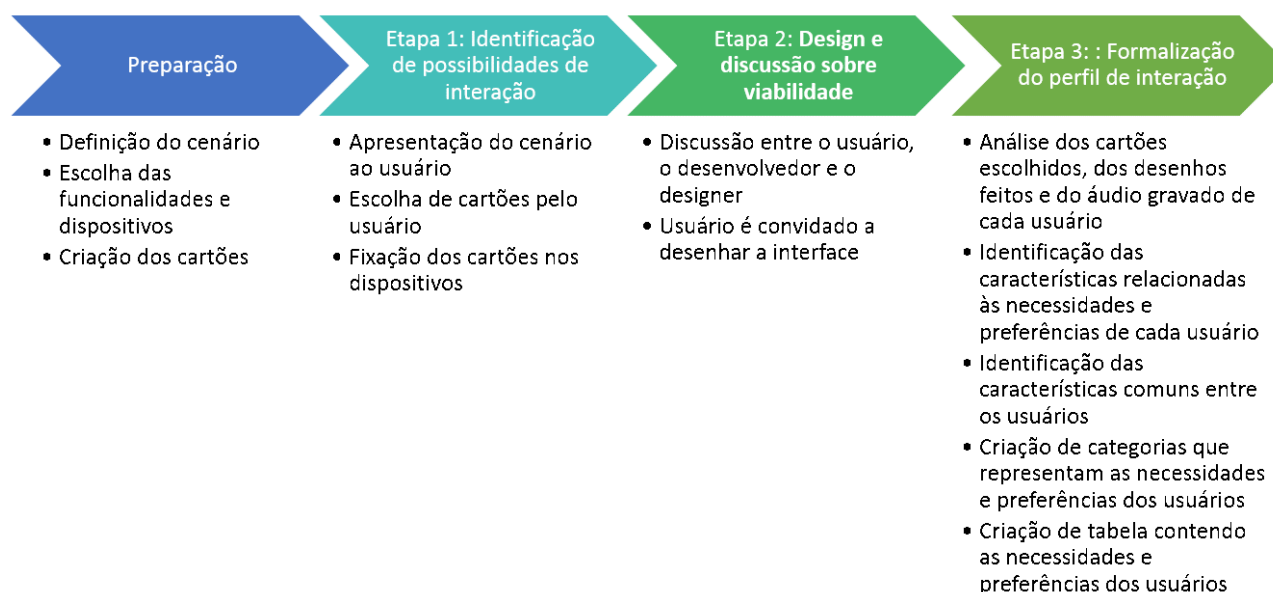 Preparação
• Definição do cenário
• Escolha das
funcionalidades e
dispositivos
• Criação dos cartões
Etapa 1: Identificação
de possibilidades de
interação
• Apresentação do cenário
ao usuário
• Escolha de cartões pelo
usuário
• Fixação dos cartões nos
dispositivos
Etapa 2: Design e
discussão sobre
viabilidade
• Discussão entre o usuário,
o desenvolvedor e o
designer
• Usuário é convidado a
desenhar a interface
Etapa 3: : Formalização
do perfil de interação
• Análise dos cartões
escolhidos, dos desenhos
feitos e do áudio gravado de
cada usuário
• Identificação das
características relacionadas
às necessidades e
preferências de cada usuário
• Identificação das
características comuns entre
os usuários
• Criação de categorias que
representam as necessidades
e preferências dos usuários
• Criação de tabela contendo
as necessidades e
preferências dos usuários